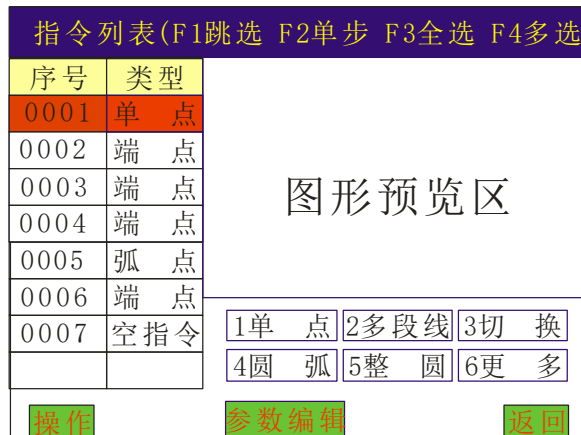 指令列表(F1跳选 F2单步 F3全选 F4多选
序号 类型
0001 单 点
0002 端 点
0003 端 点
0004 端 点
0005 弧 点
0006 端 点
0007 空指令
图形预览区
1单 点 2多段线 3切 换
4圆 弧 5整 圆 6更 多
操作 参数编辑 返回